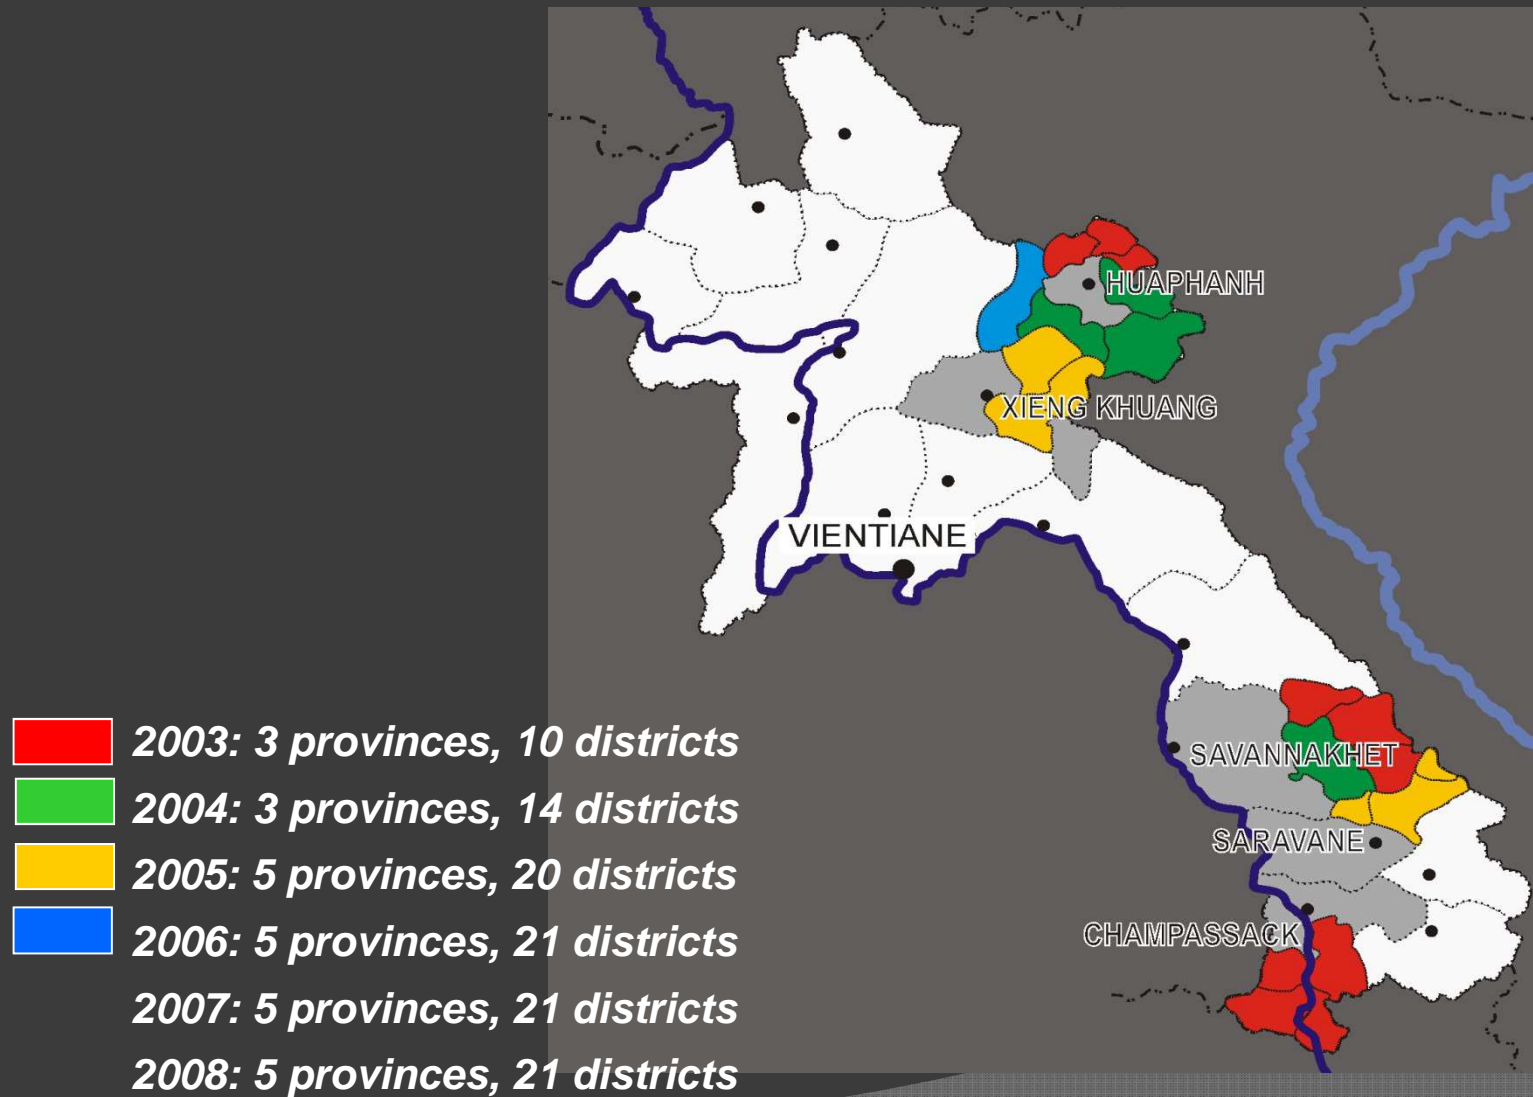 HUAPHANH
XIENG KHUANG
VIENTIANE
SAVANNAKHET
SARAVANE
CHAMPASSACK
2003: 3 provinces, 10 districts
2004: 3 provinces, 14 districts
2005: 5 provinces, 20 districts
2006: 5 provinces, 21 districts
2007: 5 provinces, 21 districts
2008: 5 provinces, 21 districts